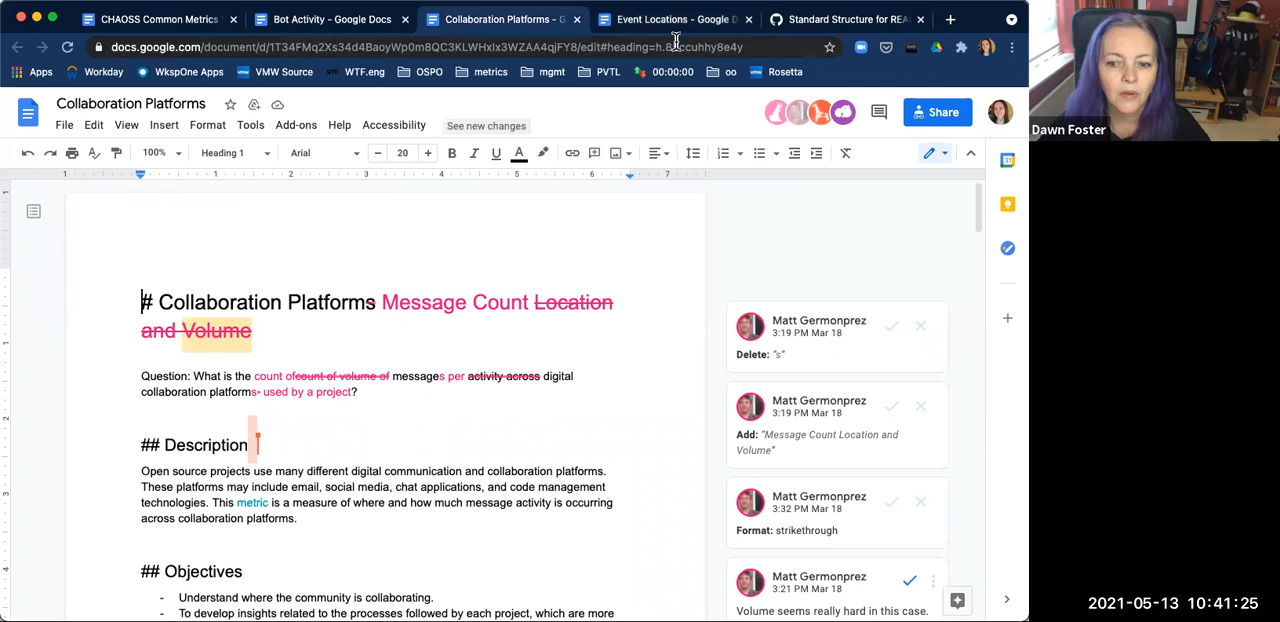 CHAOSS Common Metrics
Bot Activity - Google Docs
Collaboration Platforms - G
Event Locations - Google D
Standard Structure for REA
Apps
Workday
WkspOne Apps
VMW Source
WTF.eng
OSPO
metrics
mgmt
PVTL
00:00:00
oo
Rosetta
Collaboration Platforms
File Edit View Insert Format Tools Add-ons Help Accessibility
See new changes
Share
100% Heading 1 Arial 20
# Collaboration Platforms Message Count Location
and Volume
Question: What is the count ofcount of volume of messages per activity across digital
collaboration platforms- used by a project?
## Description
Open source projects use many different digital communication and collaboration platforms.
These platforms may include email, social media, chat applications, and code management
technologies. This metric is a measure of where and how much message activity is occurring
across collaboration platforms.
## Objectives
- Understand where the community is collaborating.
- To develop insights related to the processes followed by each project, which are more
Matt Germonprez
3:19 PM Mar 18
Delete: "s"
Matt Germonprez
3:19 PM Mar 18
Add: "Message Count Location and
Volume"
Matt Germonprez
3:32 PM Mar 18
Format: strikethrough
Matt Germonprez
3:21 PM Mar 18
Volume seems really hard in this case.
Dawn Foster
2021-05-13 10:41:25